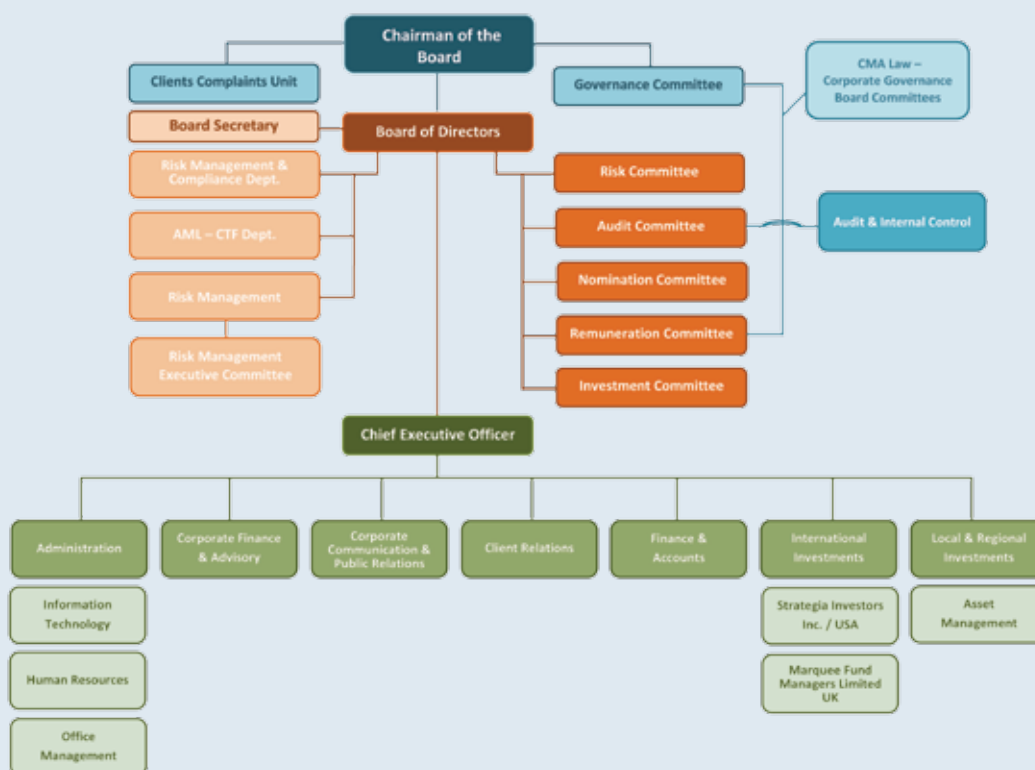 Chairman of the
Board
Clients Complaints Unit
Governance Committee
CMA Law –
Corporate Governance
Board Committees
Board Secretary
Board of Directors
Risk Management &
Compliance Dept.
Risk Committee
AML – CTF Dept.
Audit Committee
Audit & Internal Control
Nomination Committee
Risk Management
Remuneration Committee
Risk Management
Executive Committee
Investment Committee
Chief Executive Officer
Administration
Corporate Finance
& Advisory
Corporate
Communication &
Public Relations
Client Relations
Finance &
Accounts
International
Investments
Local & Regional
Investments
Information
Technology
Strategia Investors
Inc. / USA
Asset
Management
Human Resources
Marquee Fund
Managers Limited
UK
Office
Management